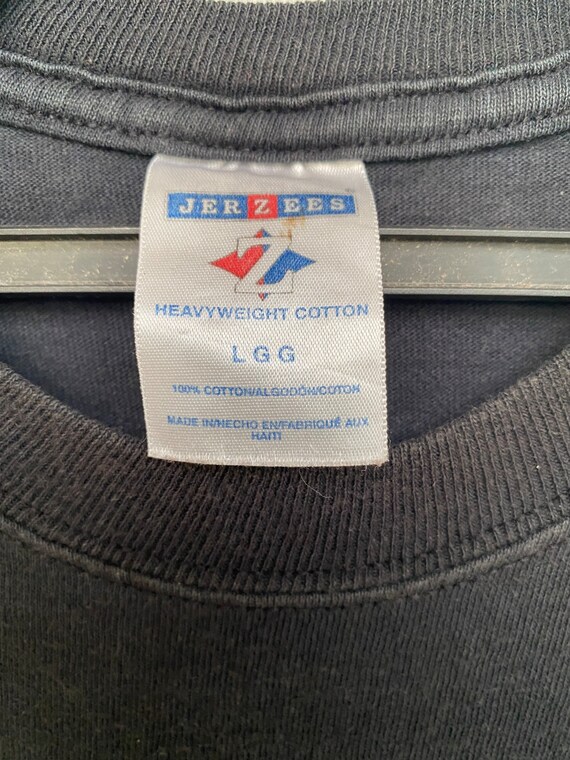 JERZEES
Z
HEAVYWEIGHT COTTON
L G G
100% COTTON/ALGODÓN/COTON
MADE IN/HECHO EN/FABRIQUÉ AUX
HAITI